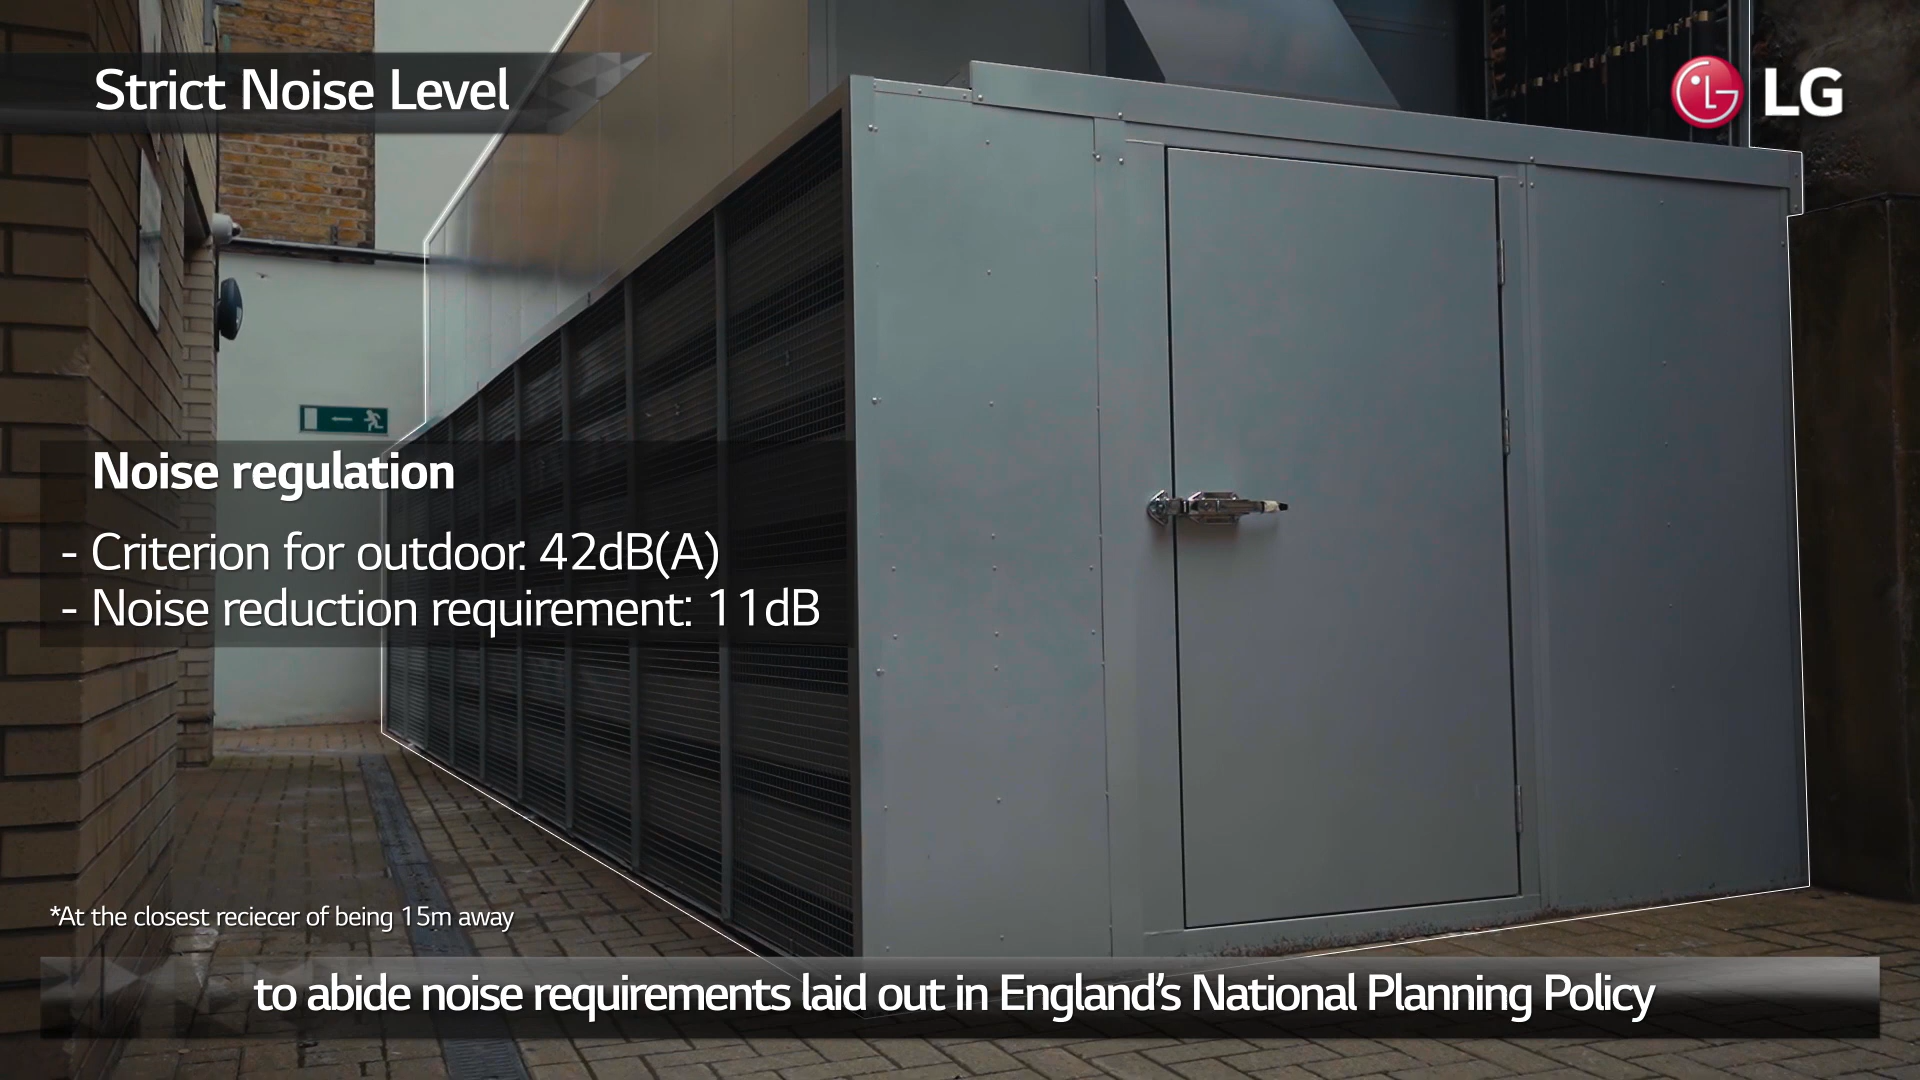 Strict Noise Level
LG
Noise regulation
- Criterion for outdoor: 42dB(A)
- Noise reduction requirement: 11dB
*At the closest reciecer of being 15m away
to abide noise requirements laid out in England's National Planning Policy